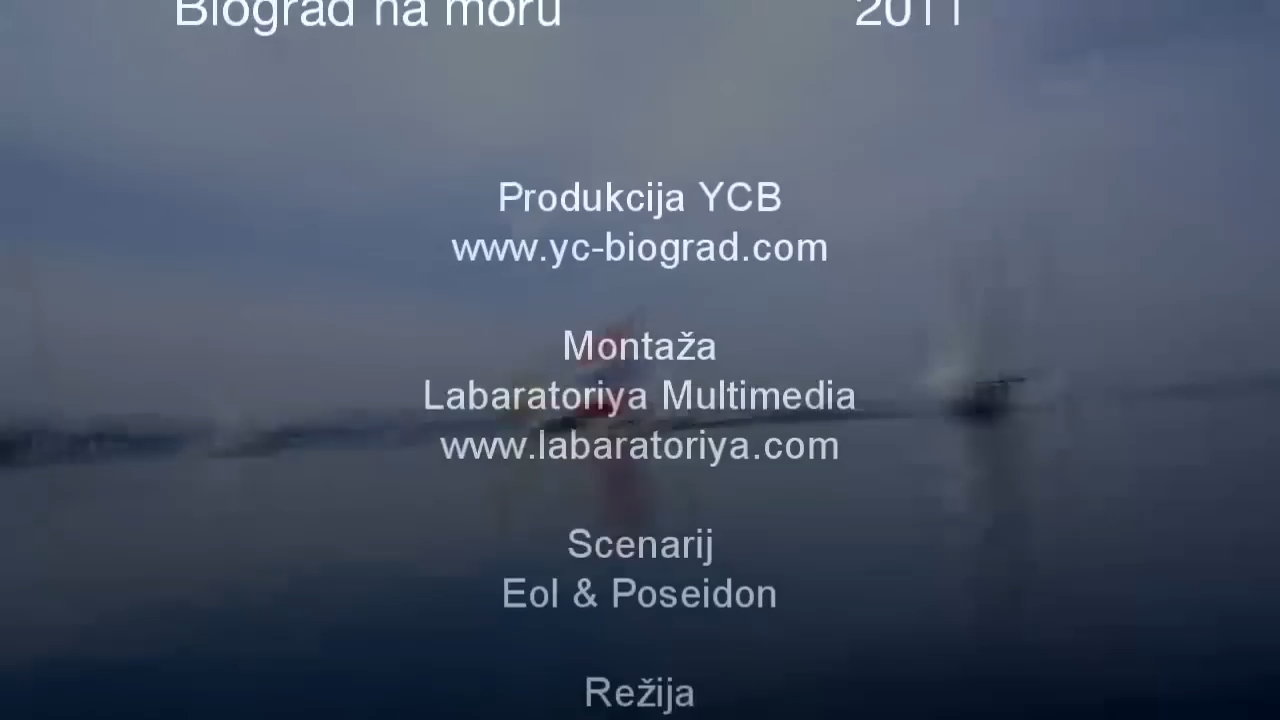 Biograd na moru 2011
Produkcija YCB
www.yc-biograd.com
Montaža
Labaratoriya Multimedia
www.labaratoriya.com
Scenarij
Eol & Poseidon
Režija